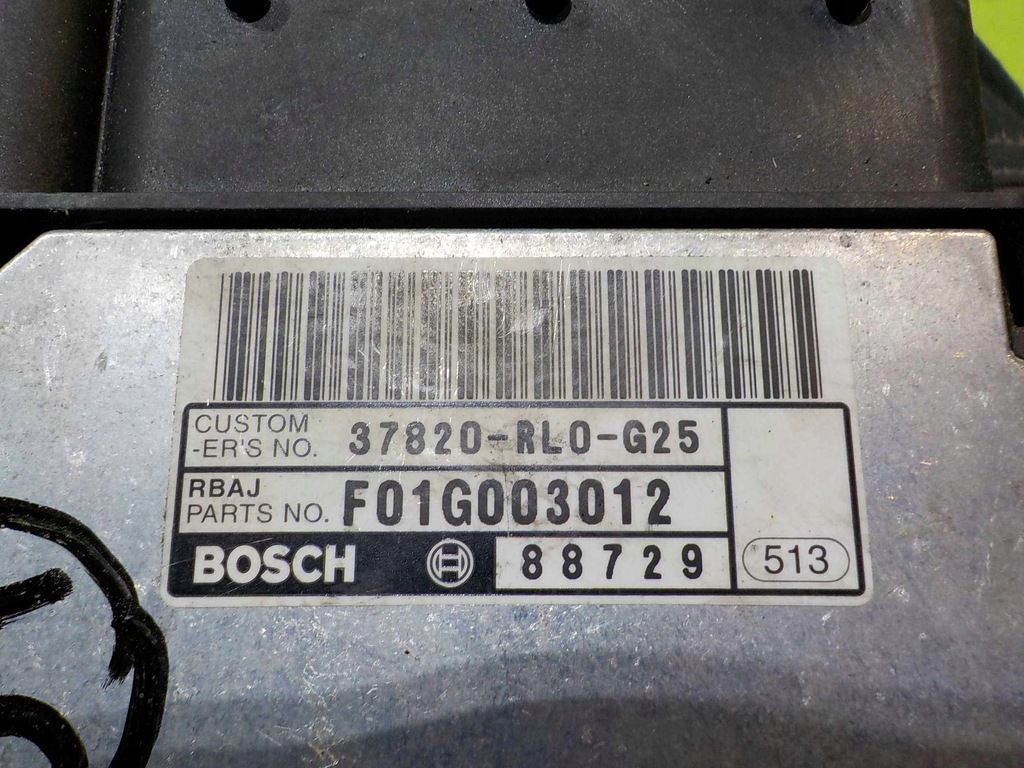 CUSTOM
-ER'S NO. 37820-RL0-G25
RBAJ
PARTS NO. F01G003012
BOSCH 88729 513